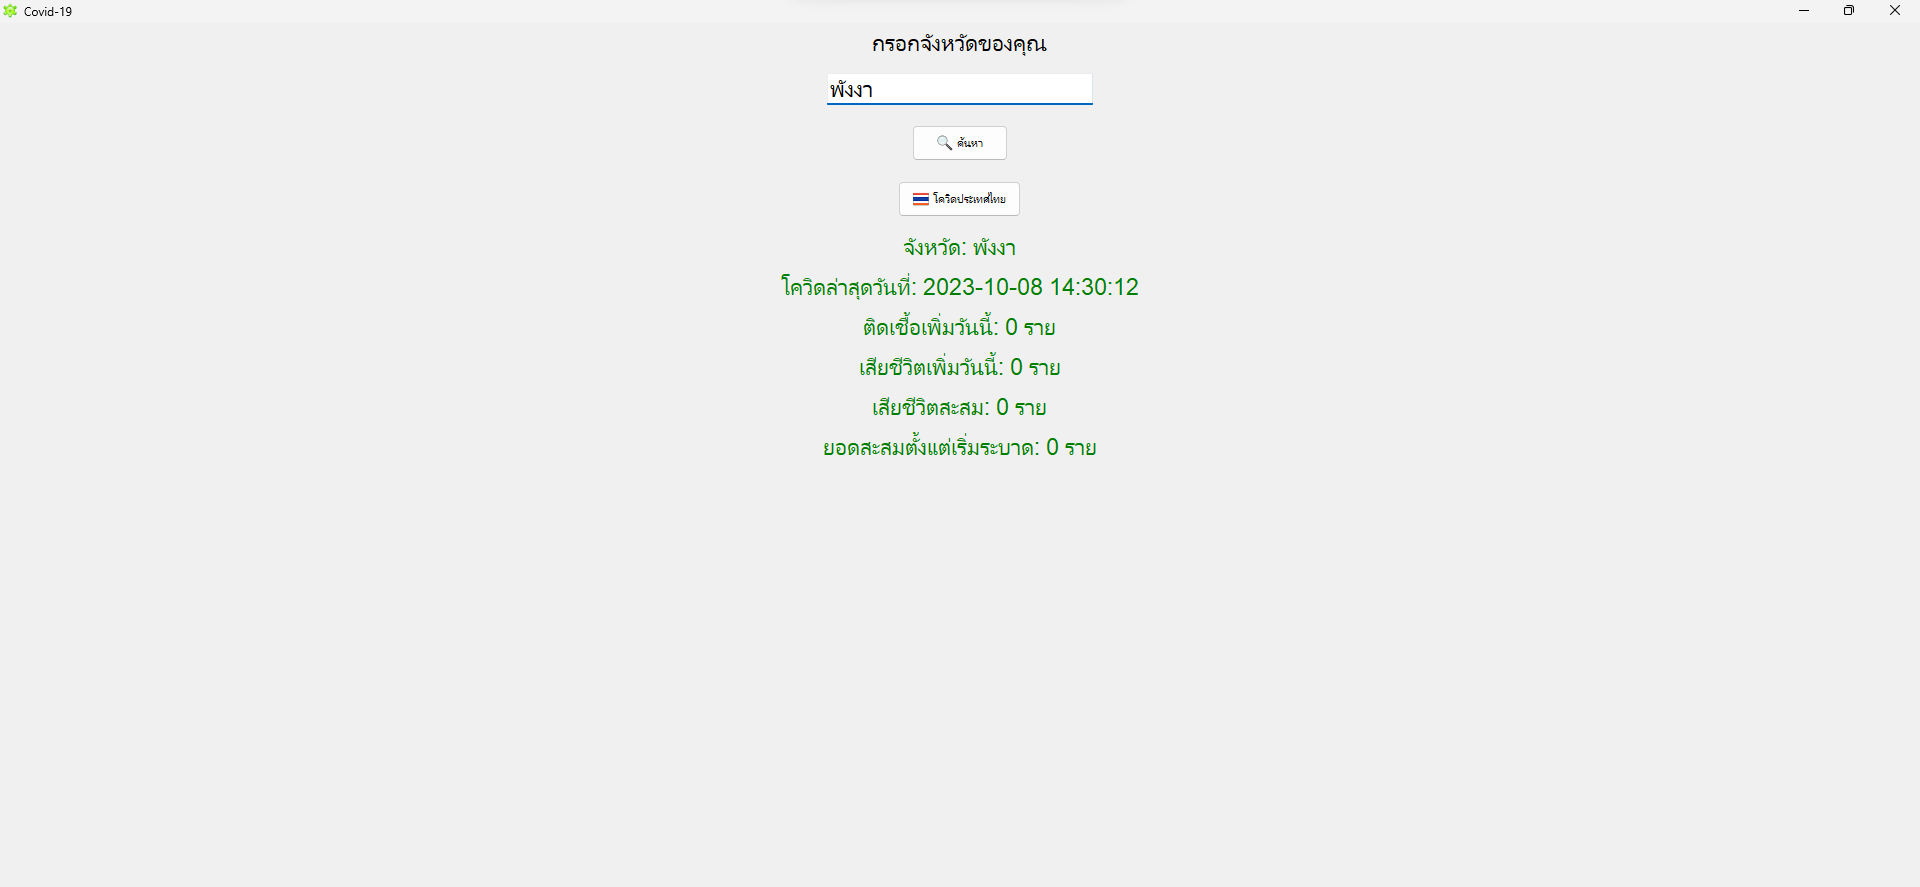 Covid-19
กรอกจังหวัดของคุณ
พังงา
ค้นหา
โควิดประเทศไทย
จังหวัด: พังงา
โควิดล่าสุดวันที่: 2023-10-08 14:30:12
ติดเชื้อเพิ่มวันนี้: 0 ราย
เสียชีวิตเพิ่มวันนี้: 0 ราย
เสียชีวิตสะสม: 0 ราย
ยอดสะสมตั้งแต่เริ่มระบาด: 0 ราย